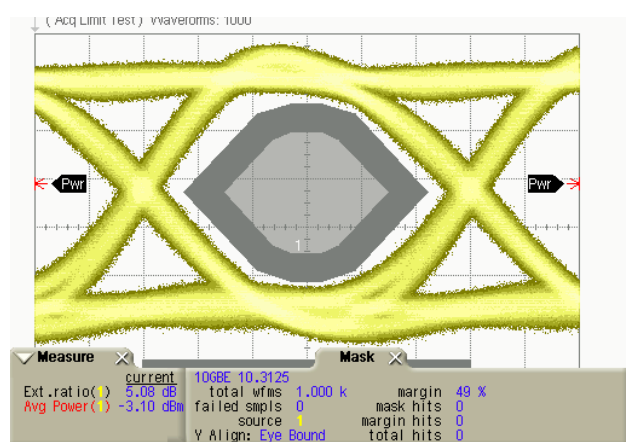 ( Acq Limit Test ) Waveforms: 1000
Pwr
Pwr
1
Measure
Mask
current
Ext.ratio(1) 5.08 dB
Avg Power(1) -3.10 dBm
10GBE 10.3125
total wfms 1.000 k margin 49 %
failed smpls 0 mask hits 0
source 1 margin hits 0
Y Align: Eye Bound total hits 0